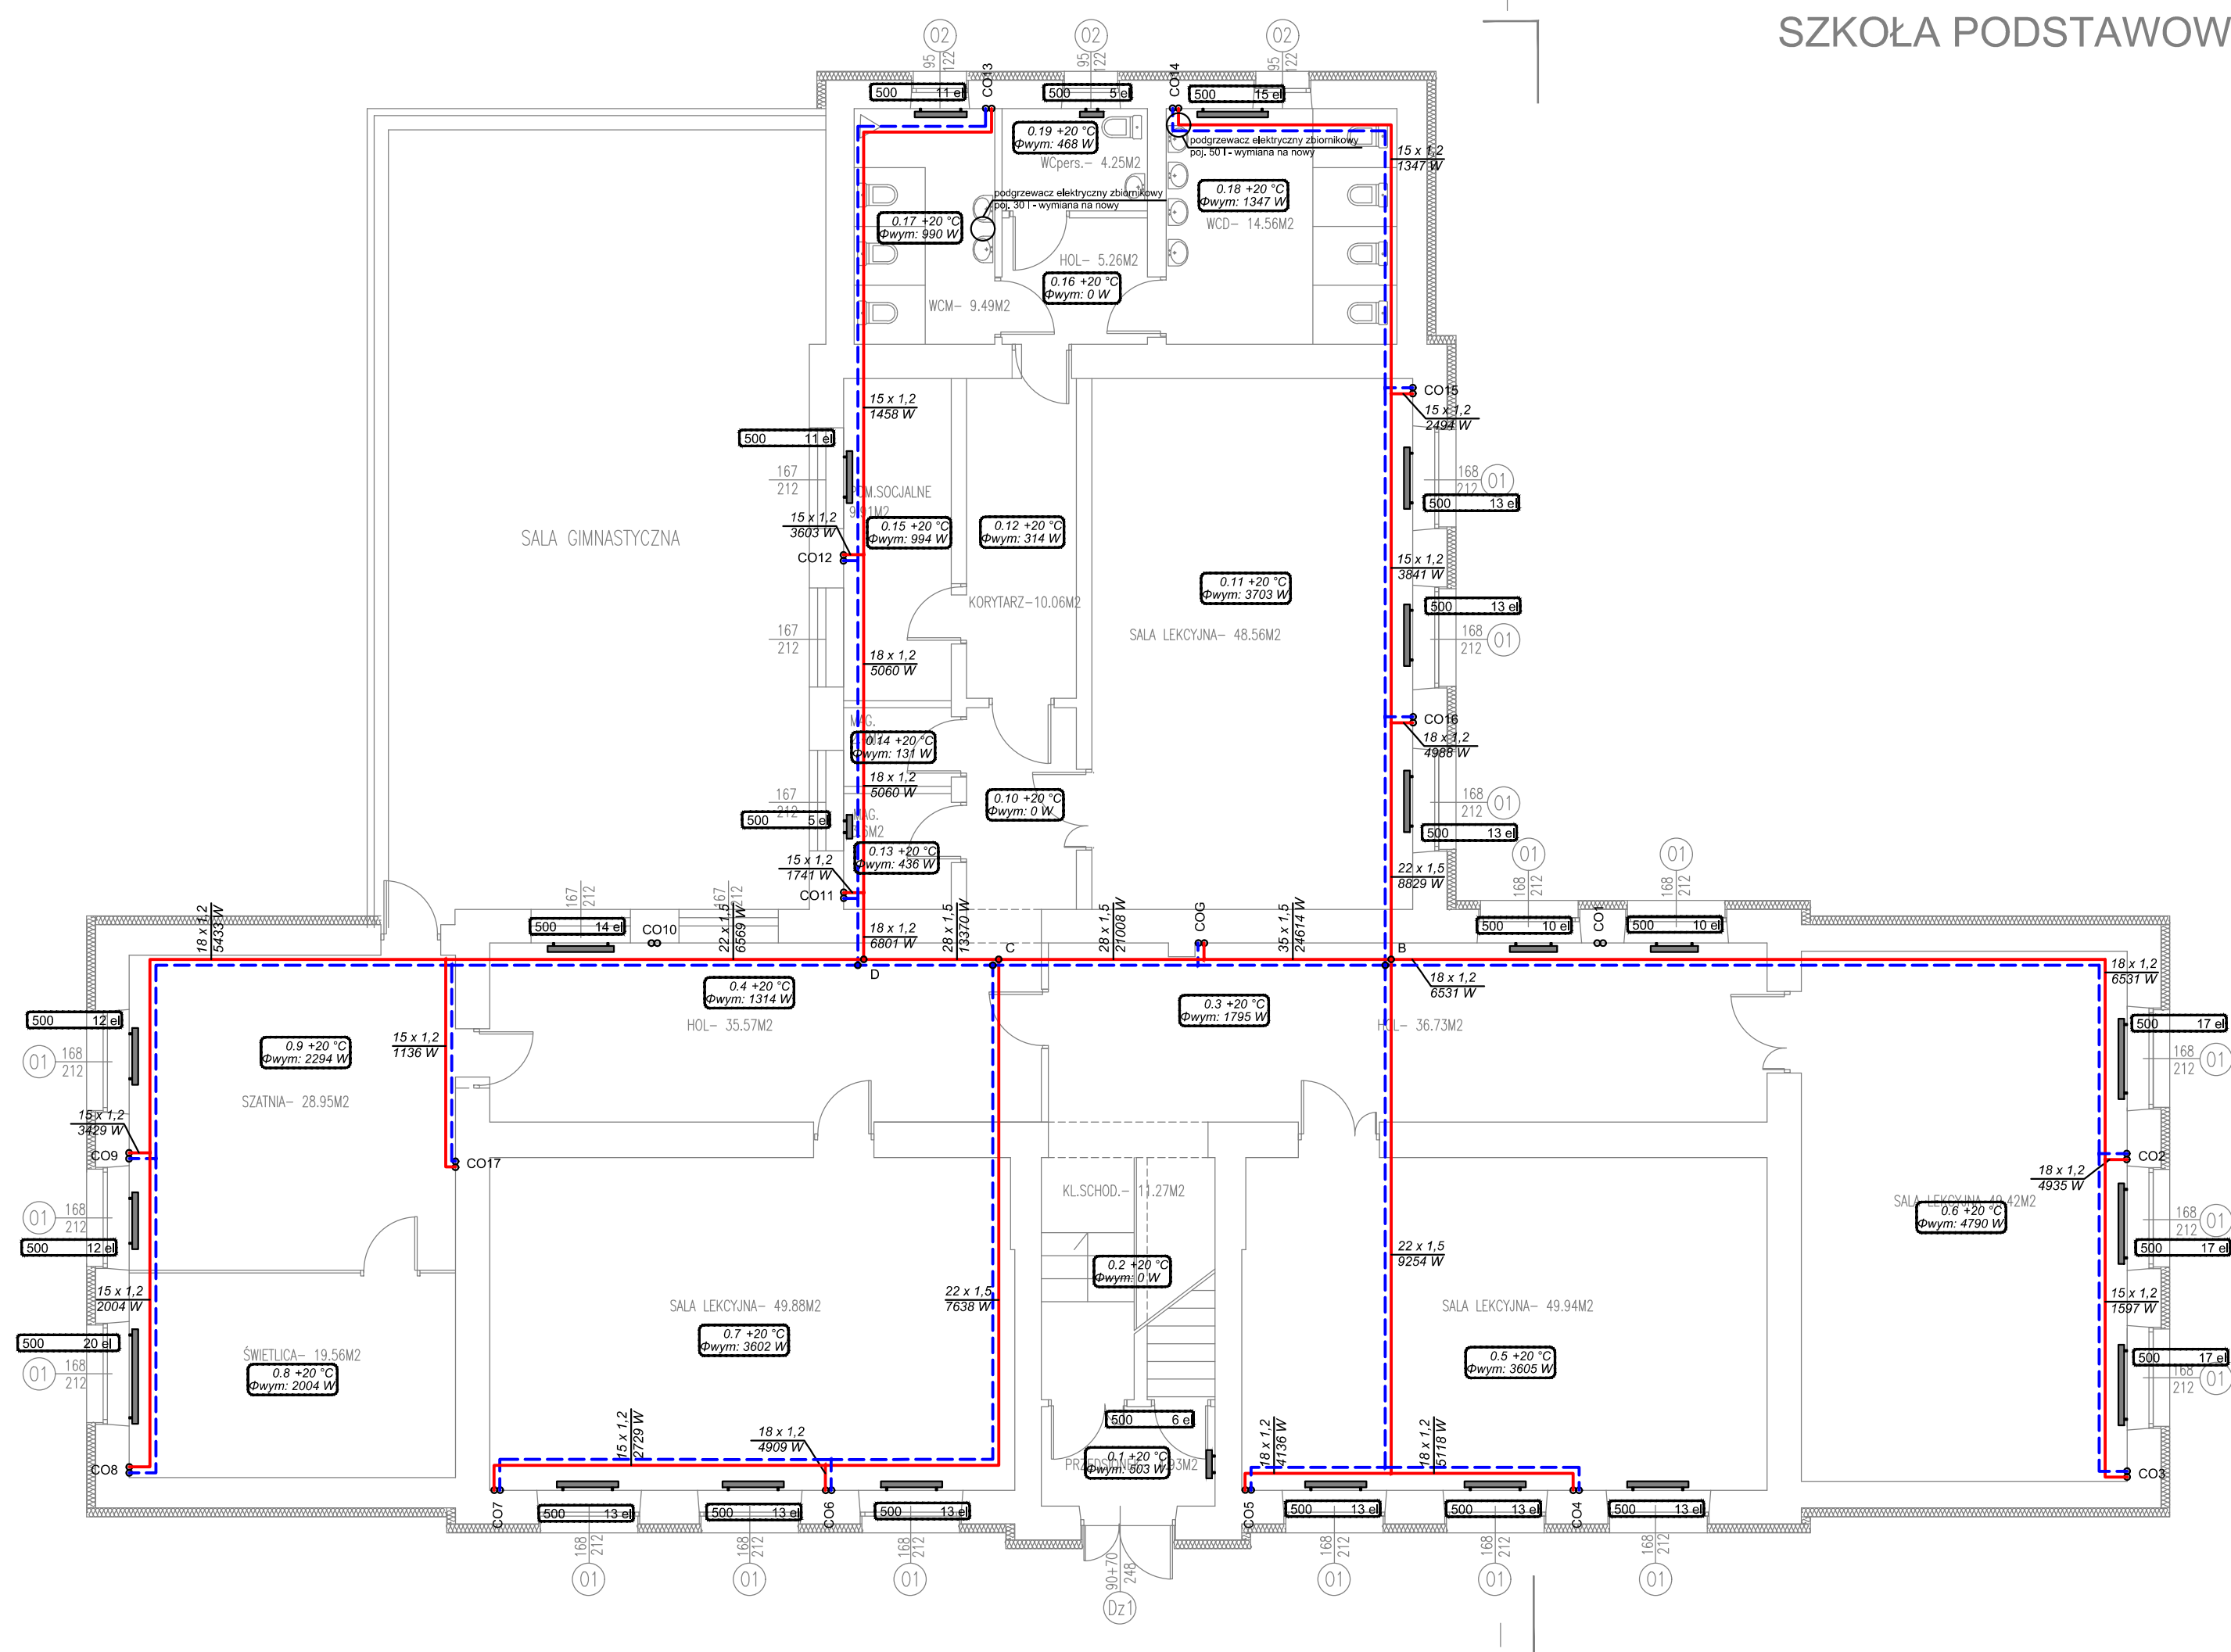 SZKOŁA PODSTAWOW
02
95
122
02
95
122
02
95
122
CO13
CO14
500 11 el
500 5 el
500 15 el
0.19 +20 °C
Φwym: 468 W
WCpers.- 4.25M2
podgrzewacz elektryczny zbiornikowy
poj. 50 l - wymiana na nowy
15 x 1,2
1347 W
podgrzewacz elektryczny zbiornikowy
poj. 30 l - wymiana na nowy
0.18 +20 °C
Φwym: 1347 W
WCD- 14.56M2
0.17 +20 °C
Φwym: 990 W
HOL- 5.26M2
0.16 +20 °C
Φwym: 0 W
WCM- 9.49M2
15 x 1,2
1458 W
CO15
15 x 1,2
2494 W
500 11 el
167
212
168
212
01
500 13 el
SOCJALNE
15 x 1,2
3603 W
CO12
0.15 +20 °C
Φwym: 994 W
0.12 +20 °C
Φwym: 314 W
SALA GIMNASTYCZNA
15 x 1,2
3841 W
0.11 +20 °C
Φwym: 3703 W
500 13 el
KORYTARZ-10.06M2
SALA LEKCYJNA- 48.56M2
167
212
168
212
01
18 x 1,2
5060 W
CO16
18 x 1,2
4988 W
MAG.
0.14 +20 °C
Φwym: 131 W
18 x 1,2
5060 W
0.10 +20 °C
Φwym: 0 W
167
212
500 5 el
MAG.
168
212
01
500 13 el
0.13 +20 °C
Φwym: 436 W
15 x 1,2
1741 W
CO11
22 x 1,5
8829 W
01
168
212
01
168
212
167
212
167
212
18 x 1,2
5433 W
500 14 el
CO10
22 x 1,5
6569 W
18 x 1,2
6801 W
28 x 1,5
13370 W
28 x 1,5
21008 W
COG
35 x 1,5
24614 W
500 10 el
CO1
500 10 el
B
C
D
18 x 1,2
6531 W
18 x 1,2
6531 W
0.4 +20 °C
Φwym: 1314 W
HOL- 35.57M2
0.3 +20 °C
Φwym: 1795 W
HOL- 36.73M2
500 12 el
500 17 el
01
168
212
0.9 +20 °C
Φwym: 2294 W
15 x 1,2
1136 W
168
212
01
SZATNIA- 28.95M2
15 x 1,2
3429 W
CO9
CO17
CO2
18 x 1,2
4935 W
KL.SCHOD.- 11.27M2
0.6 +20 °C
Φwym: 4790 W
01
168
212
168
212
01
500 12 el
22 x 1,5
9254 W
500 17 el
0.2 +20 °C
Φwym: 0 W
15 x 1,2
2004 W
SALA LEKCYJNA- 49.88M2
22 x 1,5
7638 W
SALA LEKCYJNA- 49.94M2
15 x 1,2
1597 W
500 20 el
0.7 +20 °C
Φwym: 3602 W
ŚWIETLICA- 19.56M2
0.8 +20 °C
Φwym: 2004 W
0.5 +20 °C
Φwym: 3605 W
500 17 el
01
168
212
168
212
01
500 6 el
15 x 1,2
2729 W
18 x 1,2
4909 W
0.1 +20 °C
Φwym: 503 W
18 x 1,2
4136 W
18 x 1,2
5118 W
CO8
CO3
CO7
CO6
CO5
CO4
500 13 el
500 13 el
500 13 el
500 13 el
500 13 el
500 13 el
168
212
01
168
212
01
168
212
01
90+70
248
Dz1
168
212
01
168
212
01
168
212
01